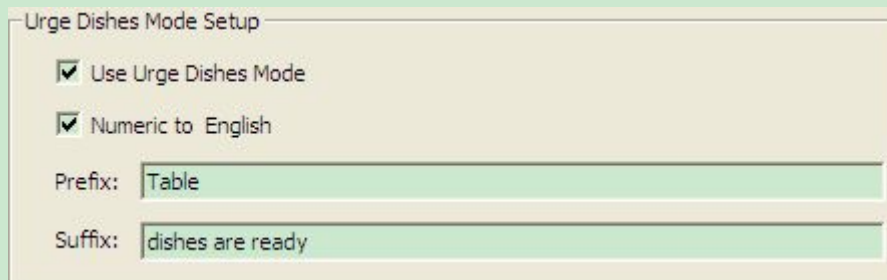 Urge Dishes Mode Setup
Use Urge Dishes Mode
Numeric to English
Prefix: Table
Suffix: dishes are ready